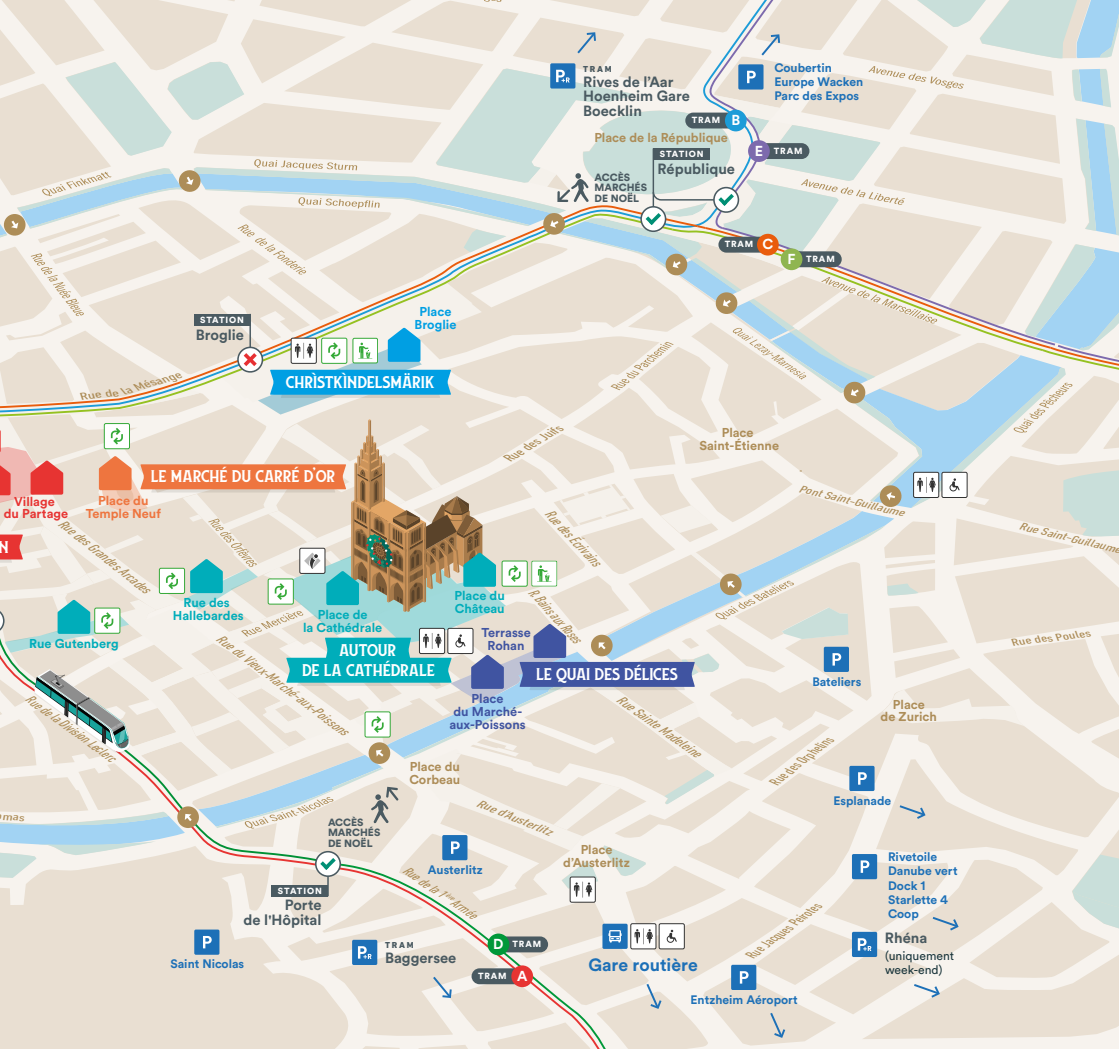 TRAM
Rives de l'Aar
Hoenheim Gare
Boecklin
P+R
P
Coubertin
Europe Wacken
Parc des Expos
Avenue des Vosges
TRAM B
E TRAM
Place de la République
STATION
République
ACCÈS
MARCHÉS
DE NOËL
Quai Jacques Sturm
Quai Finkmatt
Quai Schoepflin
Avenue de la Liberté
TRAM C
F TRAM
Avenue de la Marseillaise
Rue de la Nuée Bleue
Rue de la Fonderie
STATION
Broglie
Place
Broglie
CHRÌSTKÌNDELSMÄRIK
Rue de la Mésange
Rue du Parchemin
Quai Lezay-Marnesia
Quai des Pêcheurs
Rue des Juifs
Place
Saint-Étienne
LE MARCHÉ DU CARRÉ D'OR
Village
du Partage
Place du
Temple Neuf
N
Pont Saint-Guillaume
Rue Saint-Guillaume
Rue des Grandes Arcades
Rue des Orfèvres
R. des Écrivains
Rue des
Hallebardes
Place de
la Cathédrale
Place du
Château
R. Bains aux Roses
Quai des Bateliers
Rue Gutenberg
Rue Mercière
AUTOUR
DE LA CATHÉDRALE
Terrasse
Rohan
LE QUAI DES DÉLICES
Place
du Marché-
aux-Poissons
Rue du Vieux-Marché-aux-Poissons
Rue des Poules
P
Bateliers
Place
de Zurich
Rue Sainte Madeleine
Rue de la Division Leclerc
Place du
Corbeau
Rue des Orphelins
P
Esplanade
mas
Quai Saint-Nicolas
ACCÈS
MARCHÉS
DE NOËL
Rue d'Austerlitz
P
Austerlitz
Place
d'Austerlitz
P
Rivetoile
Danube vert
Dock 1
Starlette 4
Coop
STATION
Porte
de l'Hôpital
Rue de la 1ère Armée
Rue Jacques Peirotes
P
Saint Nicolas
P+R
TRAM
Baggersee
D TRAM
TRAM A
Gare routière
P+R
Rhéna
(uniquement
week-end)
P
Entzheim Aéroport